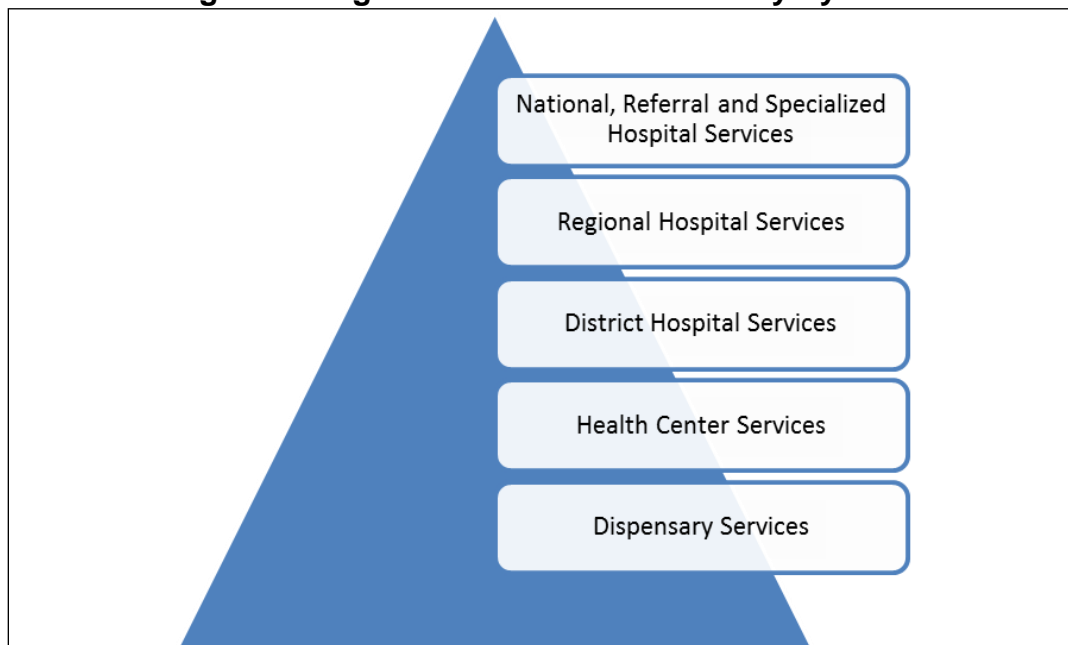 National, Referral and Specialized
Hospital Services
Regional Hospital Services
District Hospital Services
Health Center Services
Dispensary Services